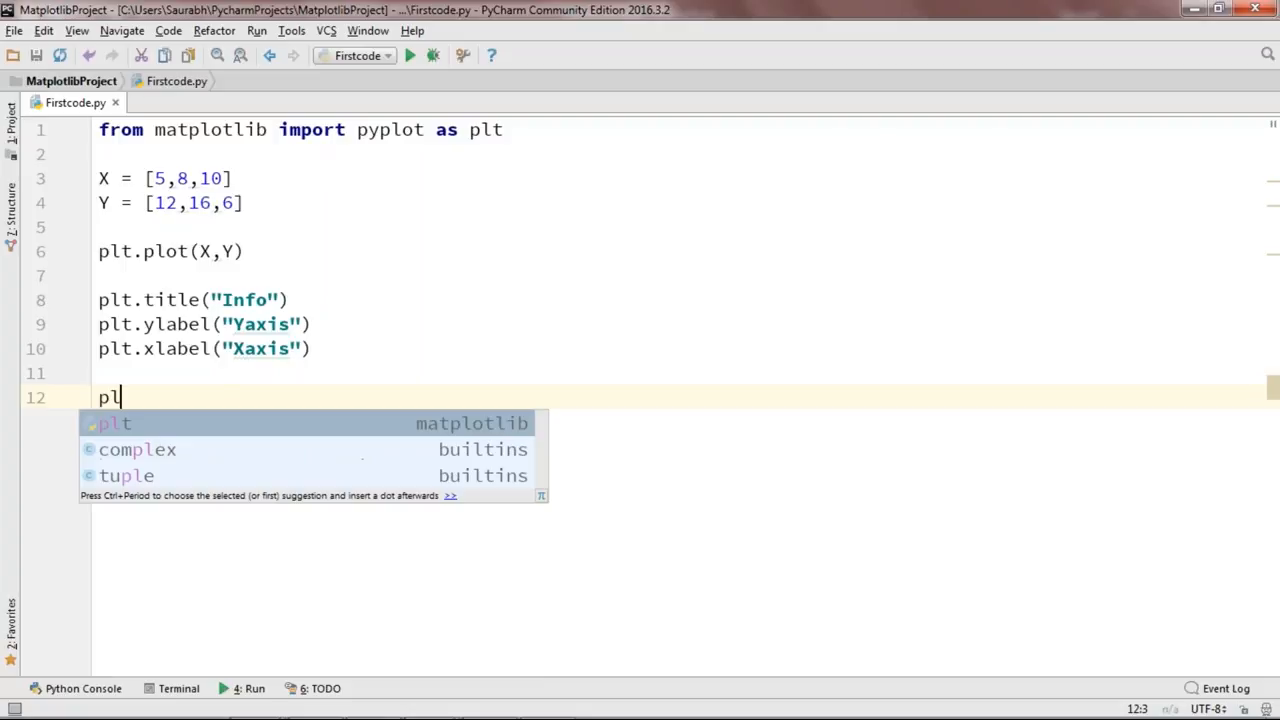 MatplotlibProject - [C:\Users\Saurabh\PycharmProjects\MatplotlibProject] - ...\Firstcode.py - PyCharm Community Edition 2016.3.2
File Edit View Navigate Code Refactor Run Tools VCS Window Help
Firstcode
MatplotlibProject Firstcode.py
Firstcode.py
1: Project
Z: Structure
2: Favorites
1 from matplotlib import pyplot as plt
2
3 X = [5,8,10]
4 Y = [12,16,6]
5
6 plt.plot(X,Y)
7
8 plt.title("Info")
9 plt.ylabel("Yaxis")
10 plt.xlabel("Xaxis")
11
12 pl
plt matplotlib
complex builtins
tuple builtins
Press Ctrl+Period to choose the selected (or first) suggestion and insert a dot afterwards >> π
Python Console Terminal 4: Run 6: TODO Event Log
12:3 n/a UTF-8